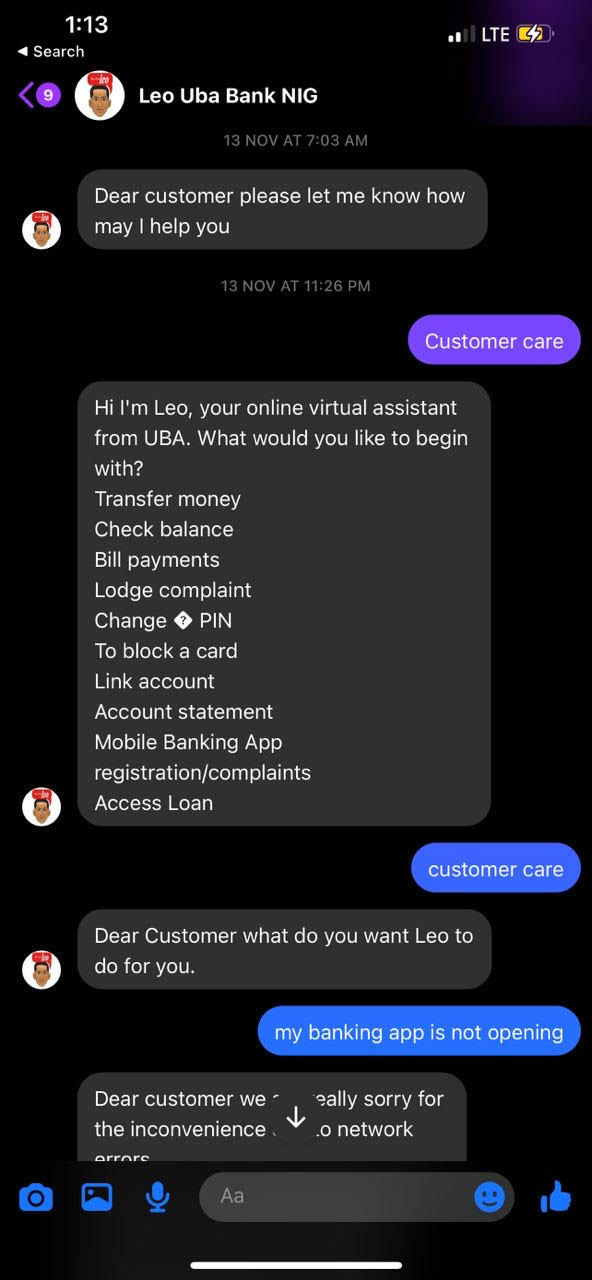 1:13
LTE
Search
9
Leo Uba Bank NIG
13 NOV AT 7:03 AM
Dear customer please let me know how
may I help you
13 NOV AT 11:26 PM
Customer care
Hi I'm Leo, your online virtual assistant
from UBA. What would you like to begin
with?
Transfer money
Check balance
Bill payments
Lodge complaint
Change � PIN
To block a card
Link account
Account statement
Mobile Banking App
registration/complaints
Access Loan
customer care
Dear Customer what do you want Leo to
do for you.
my banking app is not opening
Dear customer we really sorry for
the inconvenience to network
errors
Aa